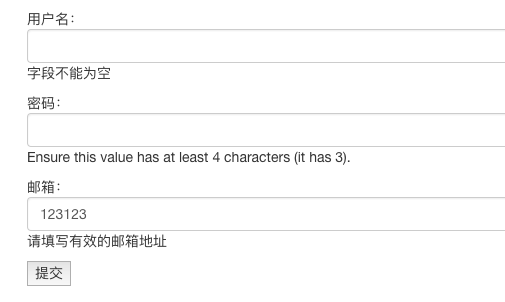 用户名：
字段不能为空
密码：
Ensure this value has at least 4 characters (it has 3).
邮箱：
123123
请填写有效的邮箱地址
提交